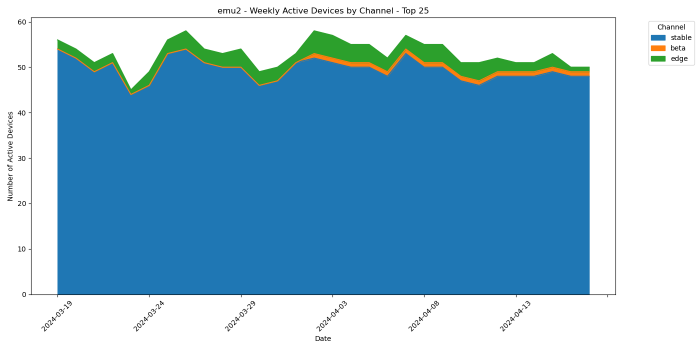 emu2 - Weekly Active Devices by Channel - Top 25
Channel
stable
beta
edge
Number of Active Devices
60
50
40
30
20
10
0
2024-03-19
2024-03-24
2024-03-29
2024-04-03
2024-04-08
2024-04-13
Date